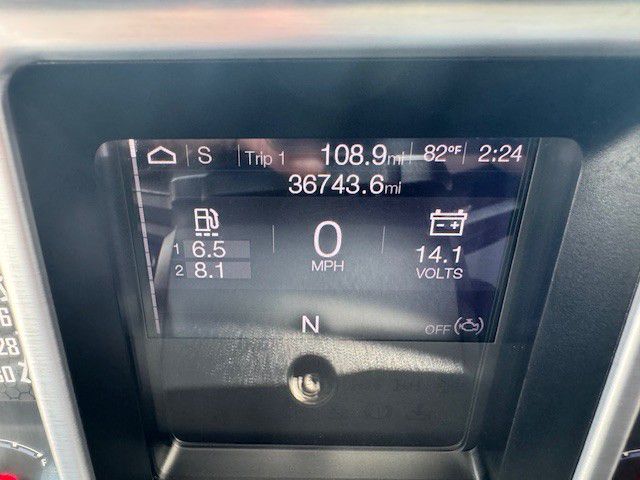 S Trip 1 108.9mi 82°F 2:24
36743.6mi
1 6.5
2 8.1
0
MPH
14.1
VOLTS
N
OFF